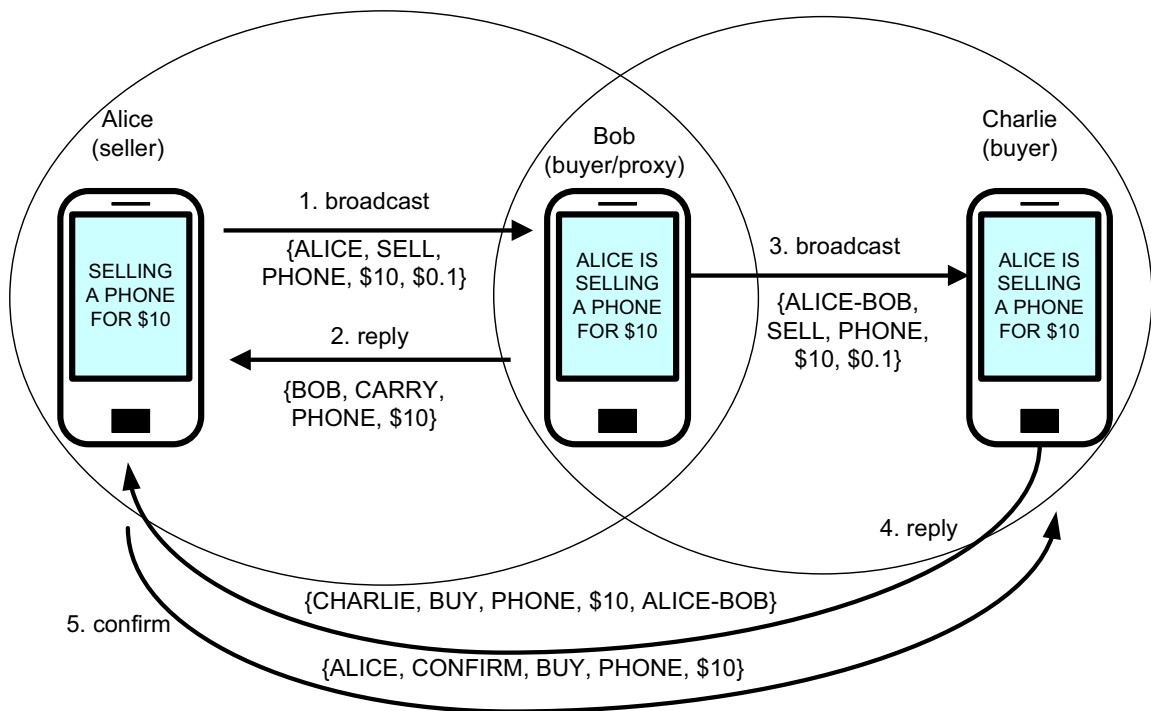 Alice
(seller)
Bob
(buyer/proxy)
Charlie
(buyer)
SELLING
A PHONE
FOR $10
1. broadcast
{ALICE, SELL,
PHONE, $10, $0.1}
2. reply
{BOB, CARRY,
PHONE, $10}
ALICE IS
SELLING
A PHONE
FOR $10
3. broadcast
{ALICE-BOB,
SELL, PHONE,
$10, $0.1}
ALICE IS
SELLING
A PHONE
FOR $10
4. reply
{CHARLIE, BUY, PHONE, $10, ALICE-BOB}
5. confirm
{ALICE, CONFIRM, BUY, PHONE, $10}